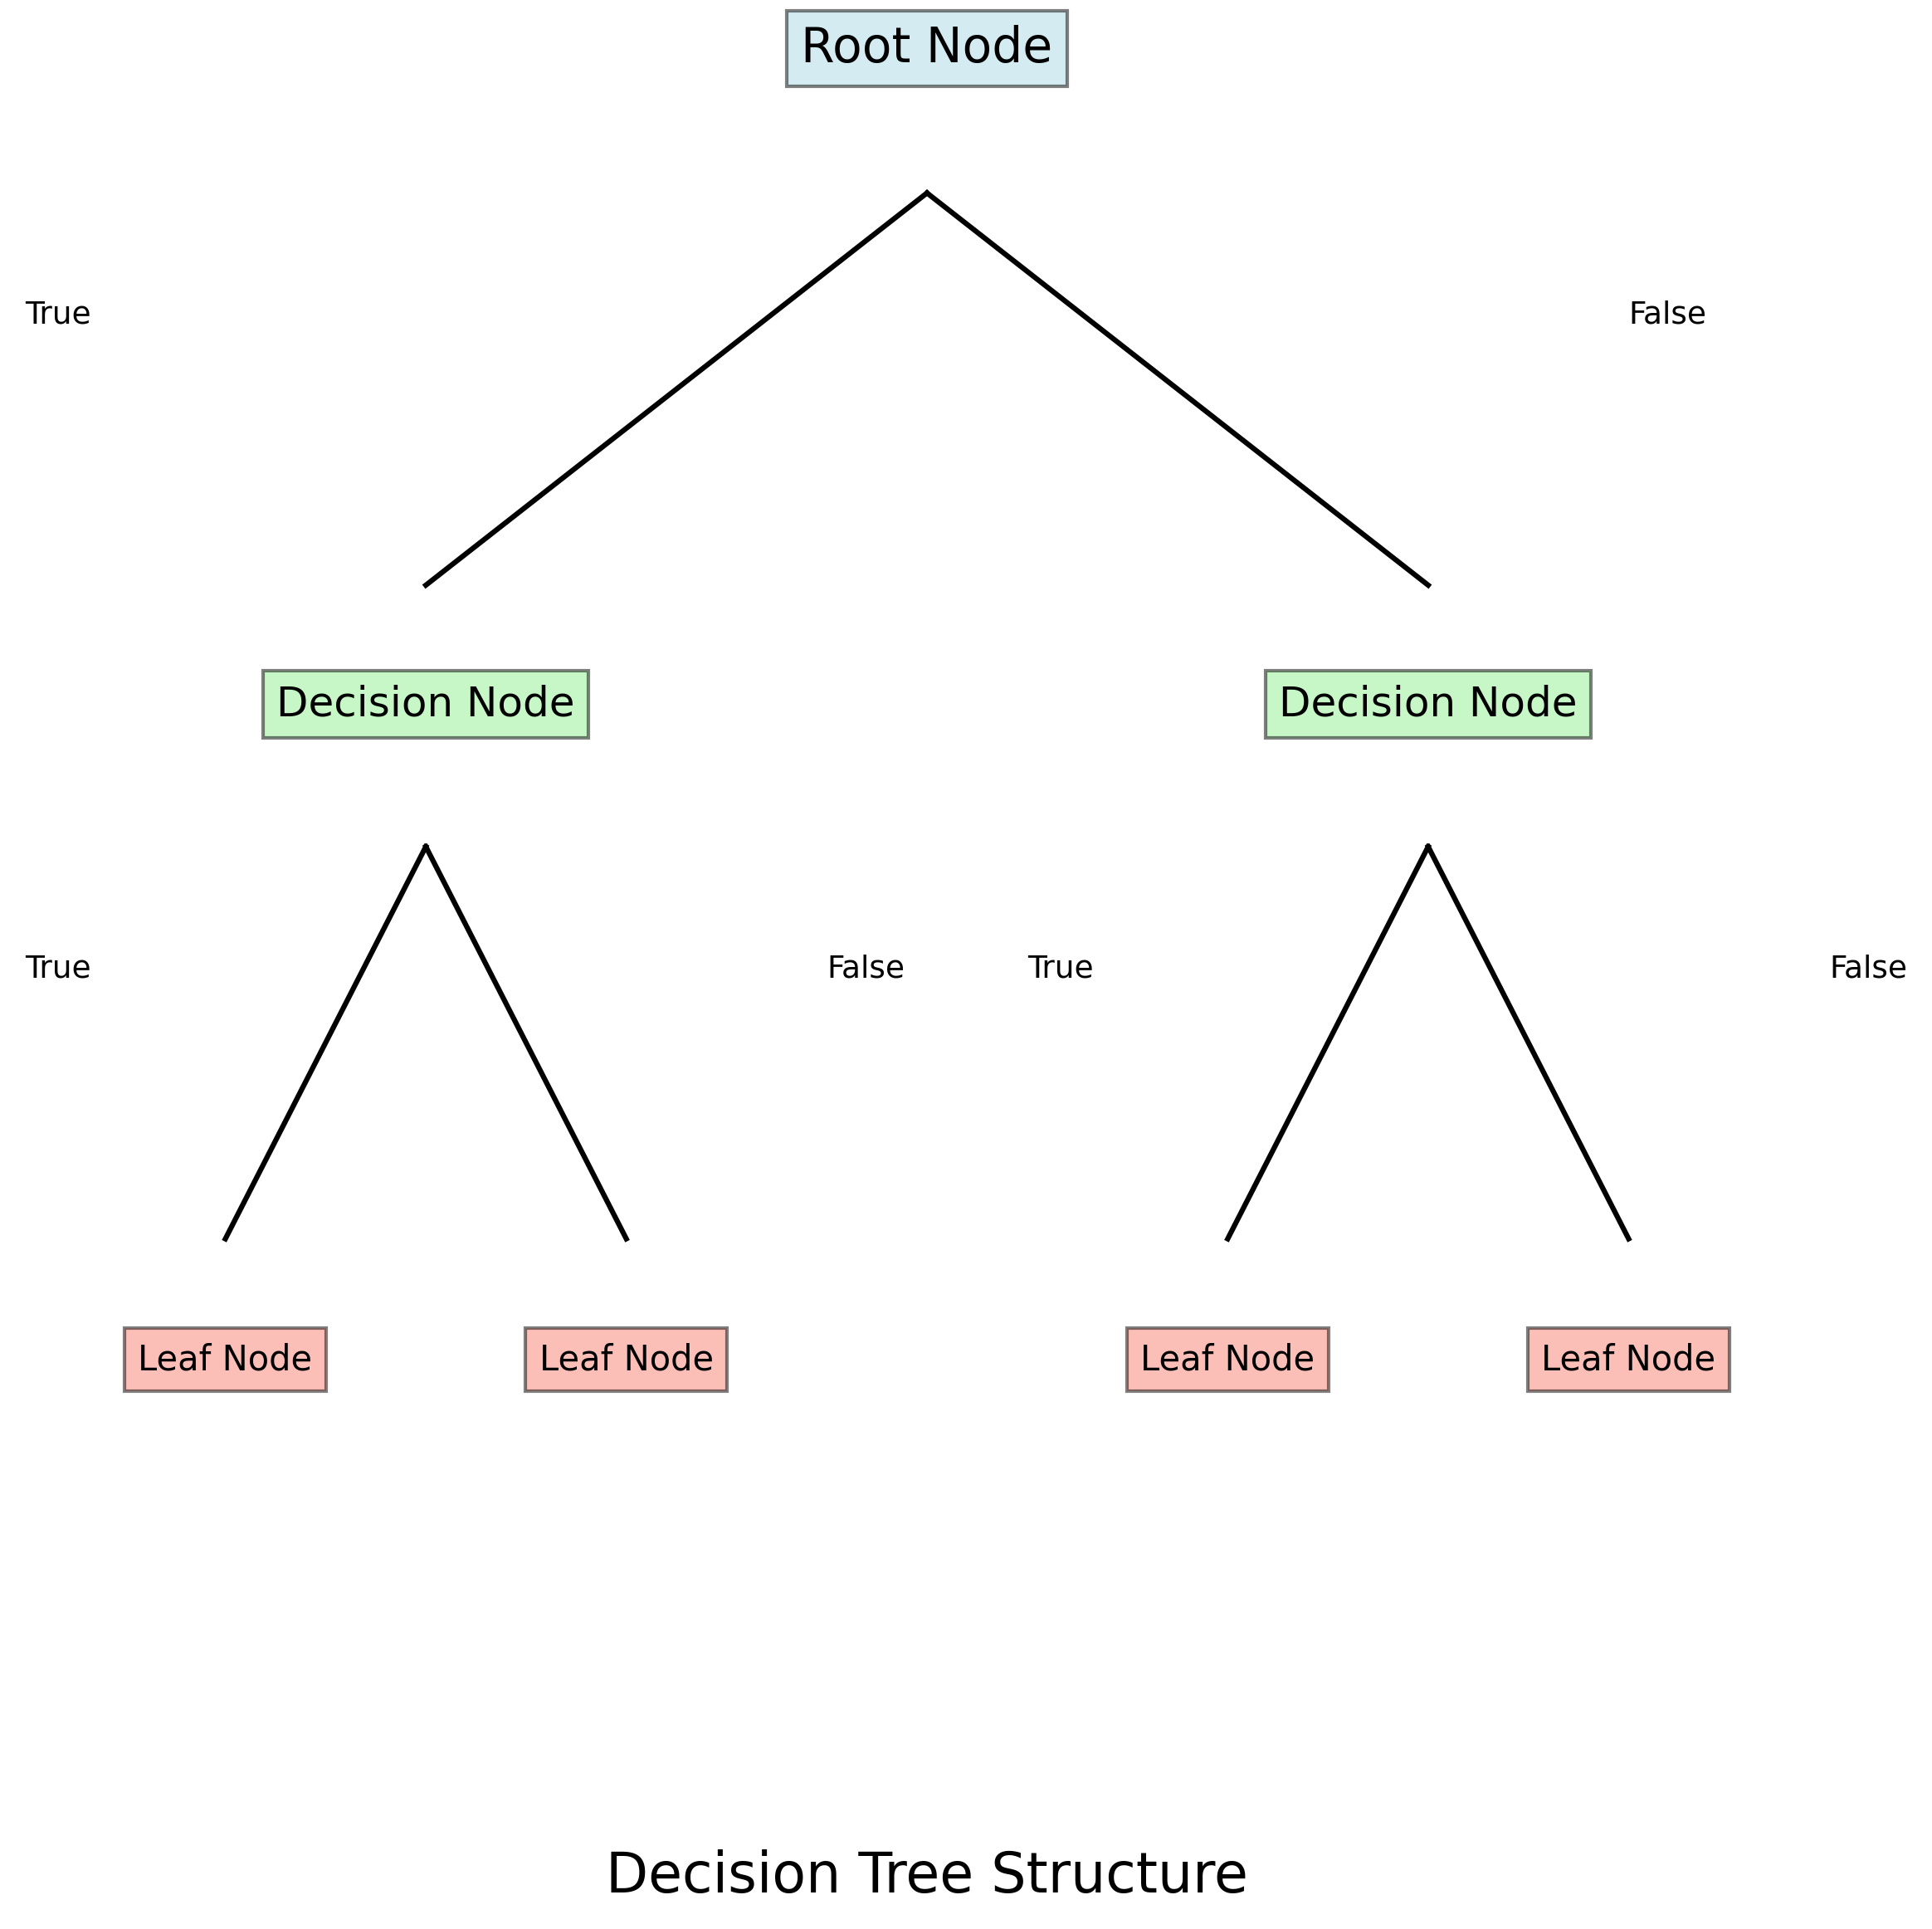 Root Node
True
False
Decision Node
Decision Node
True
False
True
False
Leaf Node
Leaf Node
Leaf Node
Leaf Node
Decision Tree Structure